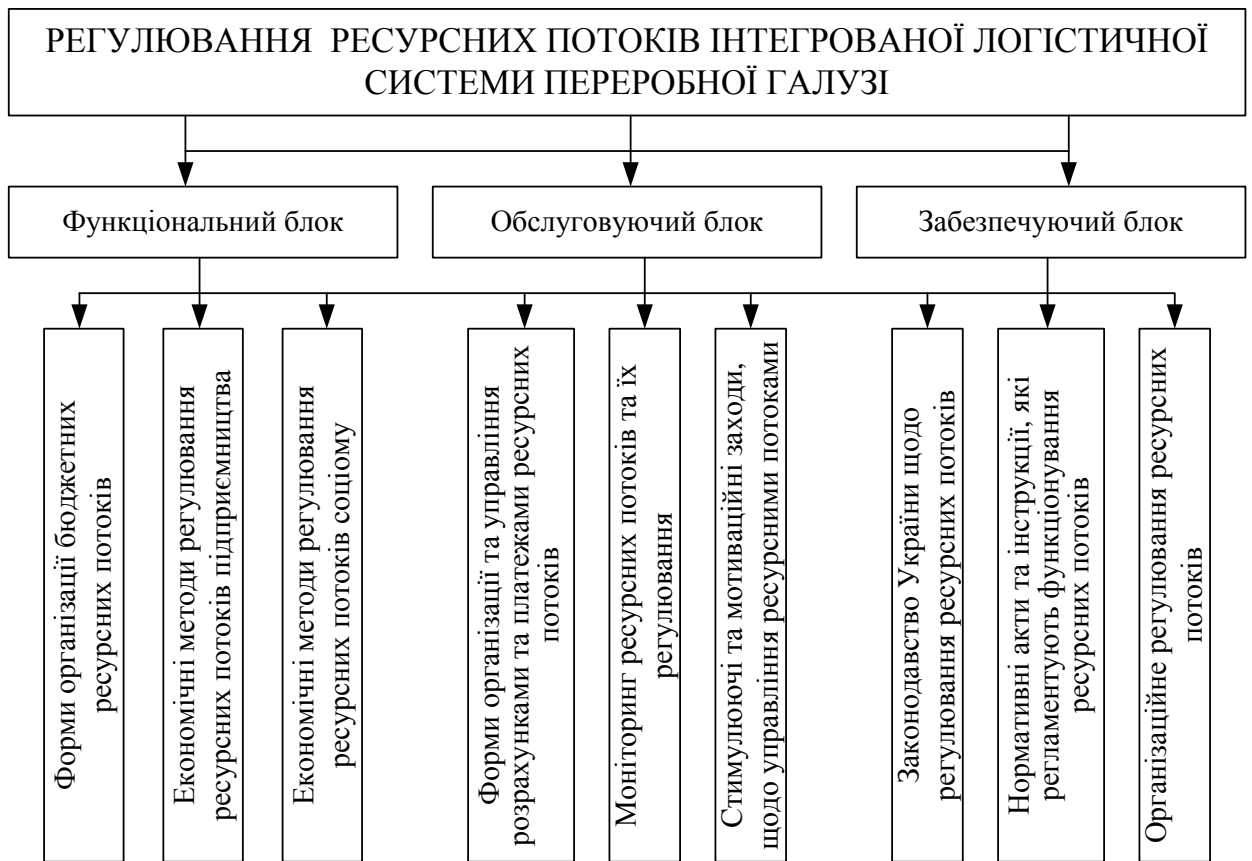 РЕГУЛЮВАННЯ РЕСУРСНИХ ПОТОКІВ ІНТЕГРОВАНОЇ ЛОГІСТИЧНОЇ
СИСТЕМИ ПЕРЕРОБНОЇ ГАЛУЗІ
Функціональний блок
Обслуговуючий блок
Забезпечуючий блок
Форми організації бюджетних
ресурсних потоків
Економічні методи регулювання
ресурсних потоків підприємництва
Економічні методи регулювання
ресурсних потоків соціому
Форми організації та управління
розрахунками та платежами ресурсних
потоків
Моніторинг ресурсних потоків та їх
регулювання
Стимулюючі та мотиваційні заходи,
щодо управління ресурсними потоками
Законодавство України щодо
регулювання ресурсних потоків
Нормативні акти та інструкції, які
регламентують функціонування
ресурсних потоків
Організаційне регулювання ресурсних
потоків